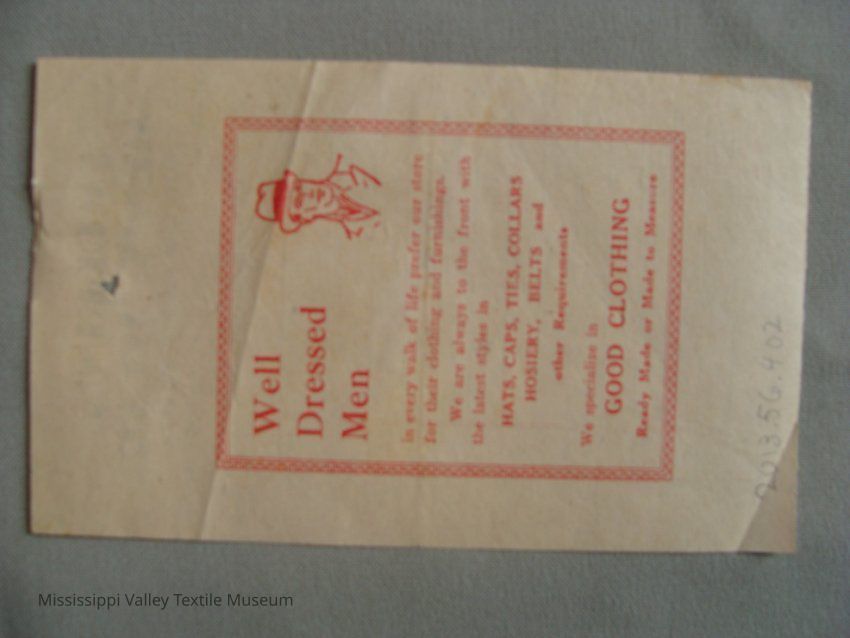 Well
Dressed
Men
in every walk of life prefer our store
for their clothing and furnishings.
We are always to the front with
the latest styles in
HATS, CAPS, TIES, COLLARS
HOSIERY, BELTS and
other Requirements
We specialize in
GOOD CLOTHING
Ready Made or Made to Measure
2013.56.402
Mississippi Valley Textile Museum